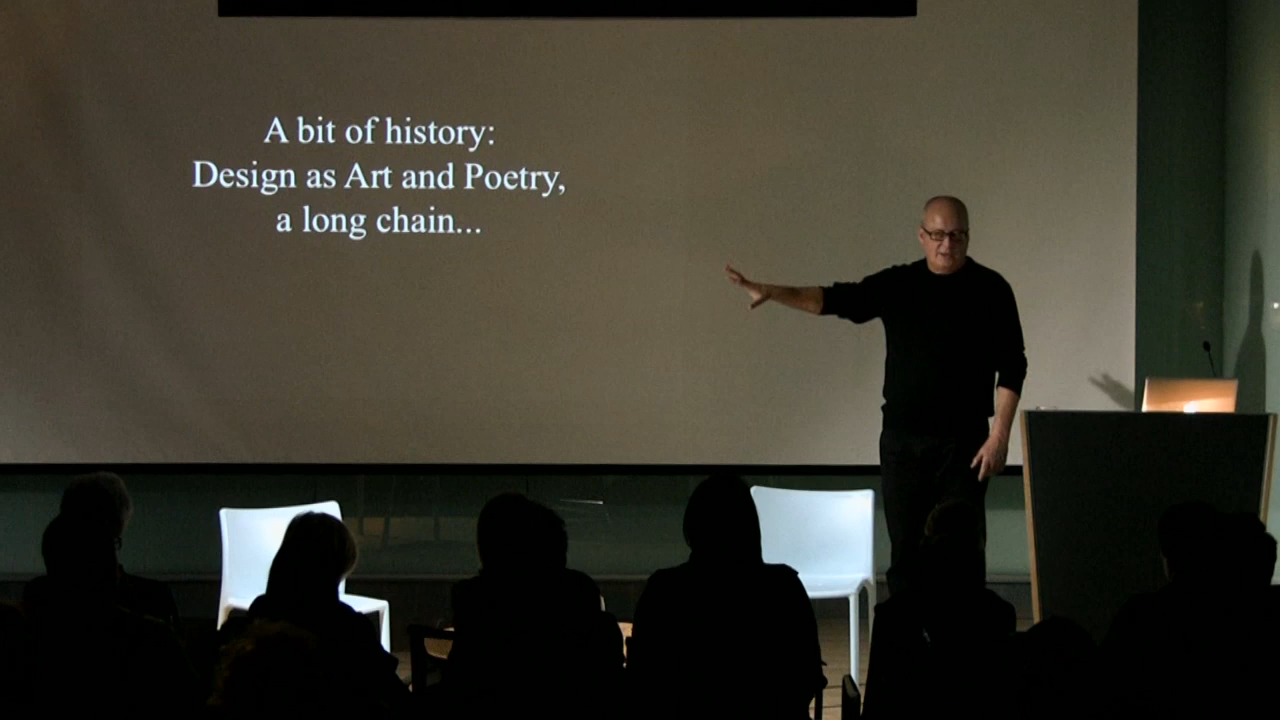 A bit of history:
Design as Art and Poetry,
a long chain...